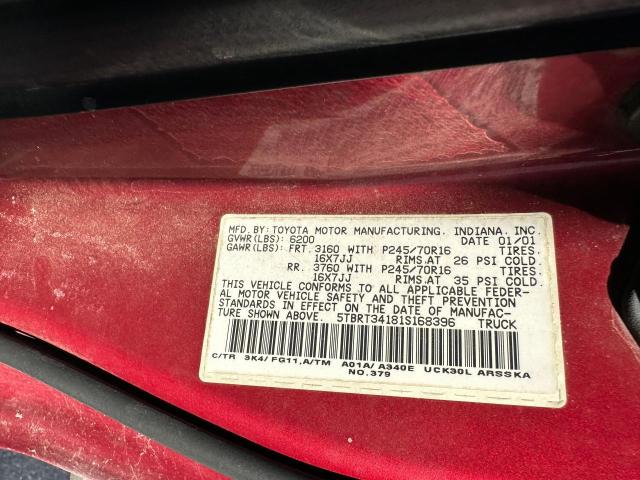 MFD. BY: TOYOTA MOTOR MANUFACTURING. INDIANA. INC.
GVWR(LBS): 6200 DATE 01/01
GAWR(LBS): FRT. 3160 WITH P245/70R16 TIRES.
16X7JJ RIMS.AT 26 PSI COLD.
RR. 3760 WITH P245/70R16 TIRES.
16X7JJ RIMS.AT 35 PSI COLD.
THIS VEHICLE CONFORMS TO ALL APPLICABLE FEDER-
AL MOTOR VEHICLE SAFETY AND THEFT PREVENTION
STANDARDS IN EFFECT ON THE DATE OF MANUFAC-
TURE SHOWN ABOVE. 5TBRT34181S168396 TRUCK
C/TR 3K4/FG11,A/TM A01A/A340E UCK30L ARSSKA
NO.379